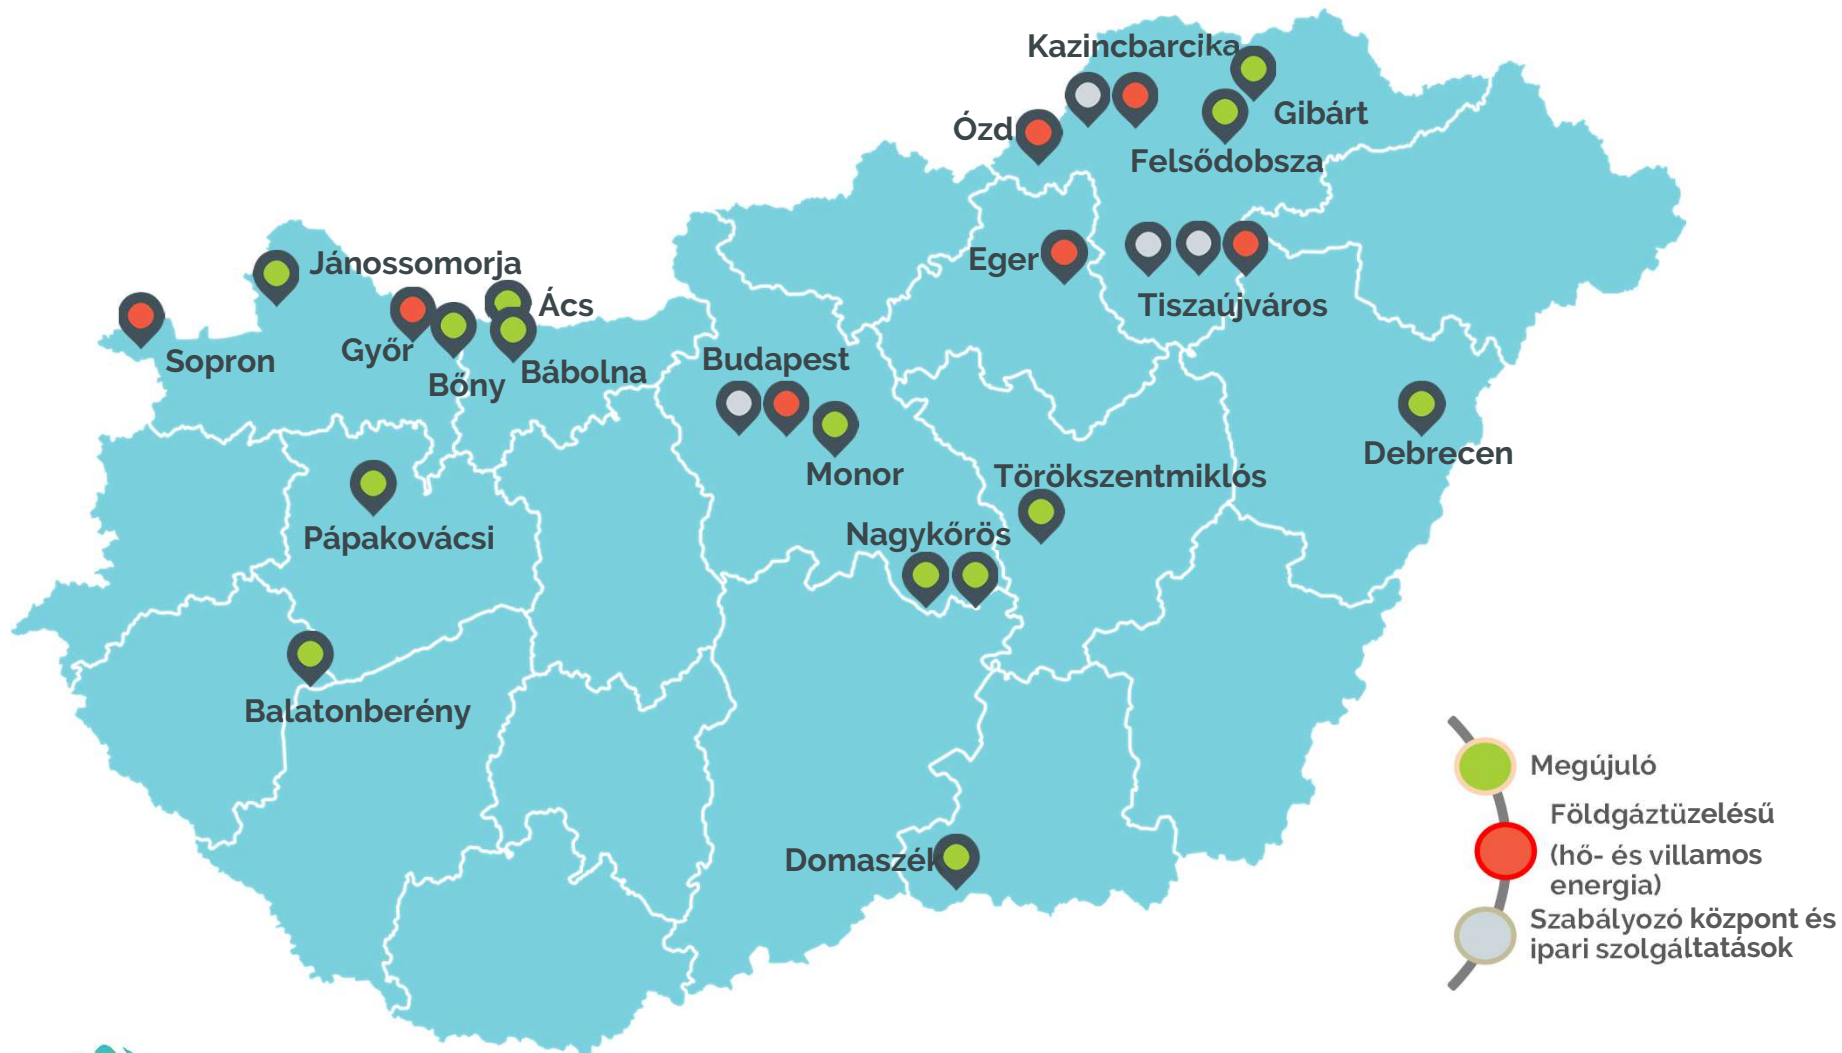 Kazincbarcika
Gibárt
Ózd
Felsődobsza
Eger
Jánossomorja
Ács
Tiszaújváros
Sopron
Győr
Budapest
Bőny
Bábolna
Debrecen
Monor
Törökszentmiklós
Pápakovácsi
Nagykőrös
Balatonberény
Domaszék
Megújuló
Földgáztüzelésű
(hő- és villamos
energia)
Szabályozó központ és
ipari szolgáltatások